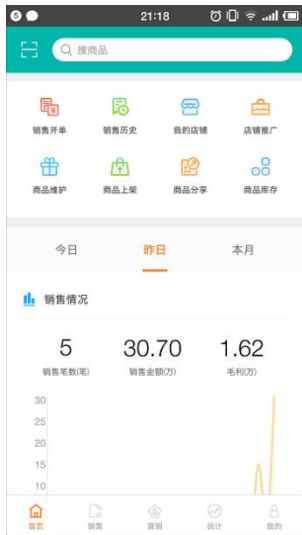 5
21:18
搜商品
销售开单 销售历史 我的店铺 店铺推广
商品维护 商品上架 商品分享 商品库存
今日 昨日 本月
销售情况
5 30.70 1.62
销售笔数(笔) 销售金额(万) 毛利(万)
30
25
20
15
10
首页 销售 营销 统计 我的